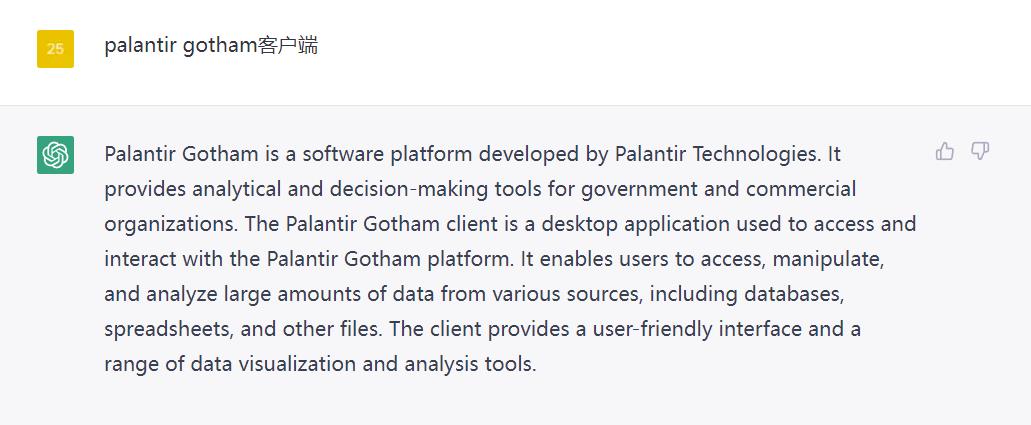 25
palantir gotham客户端
Palantir Gotham is a software platform developed by Palantir Technologies. It
provides analytical and decision-making tools for government and commercial
organizations. The Palantir Gotham client is a desktop application used to access and
interact with the Palantir Gotham platform. It enables users to access, manipulate,
and analyze large amounts of data from various sources, including databases,
spreadsheets, and other files. The client provides a user-friendly interface and a
range of data visualization and analysis tools.